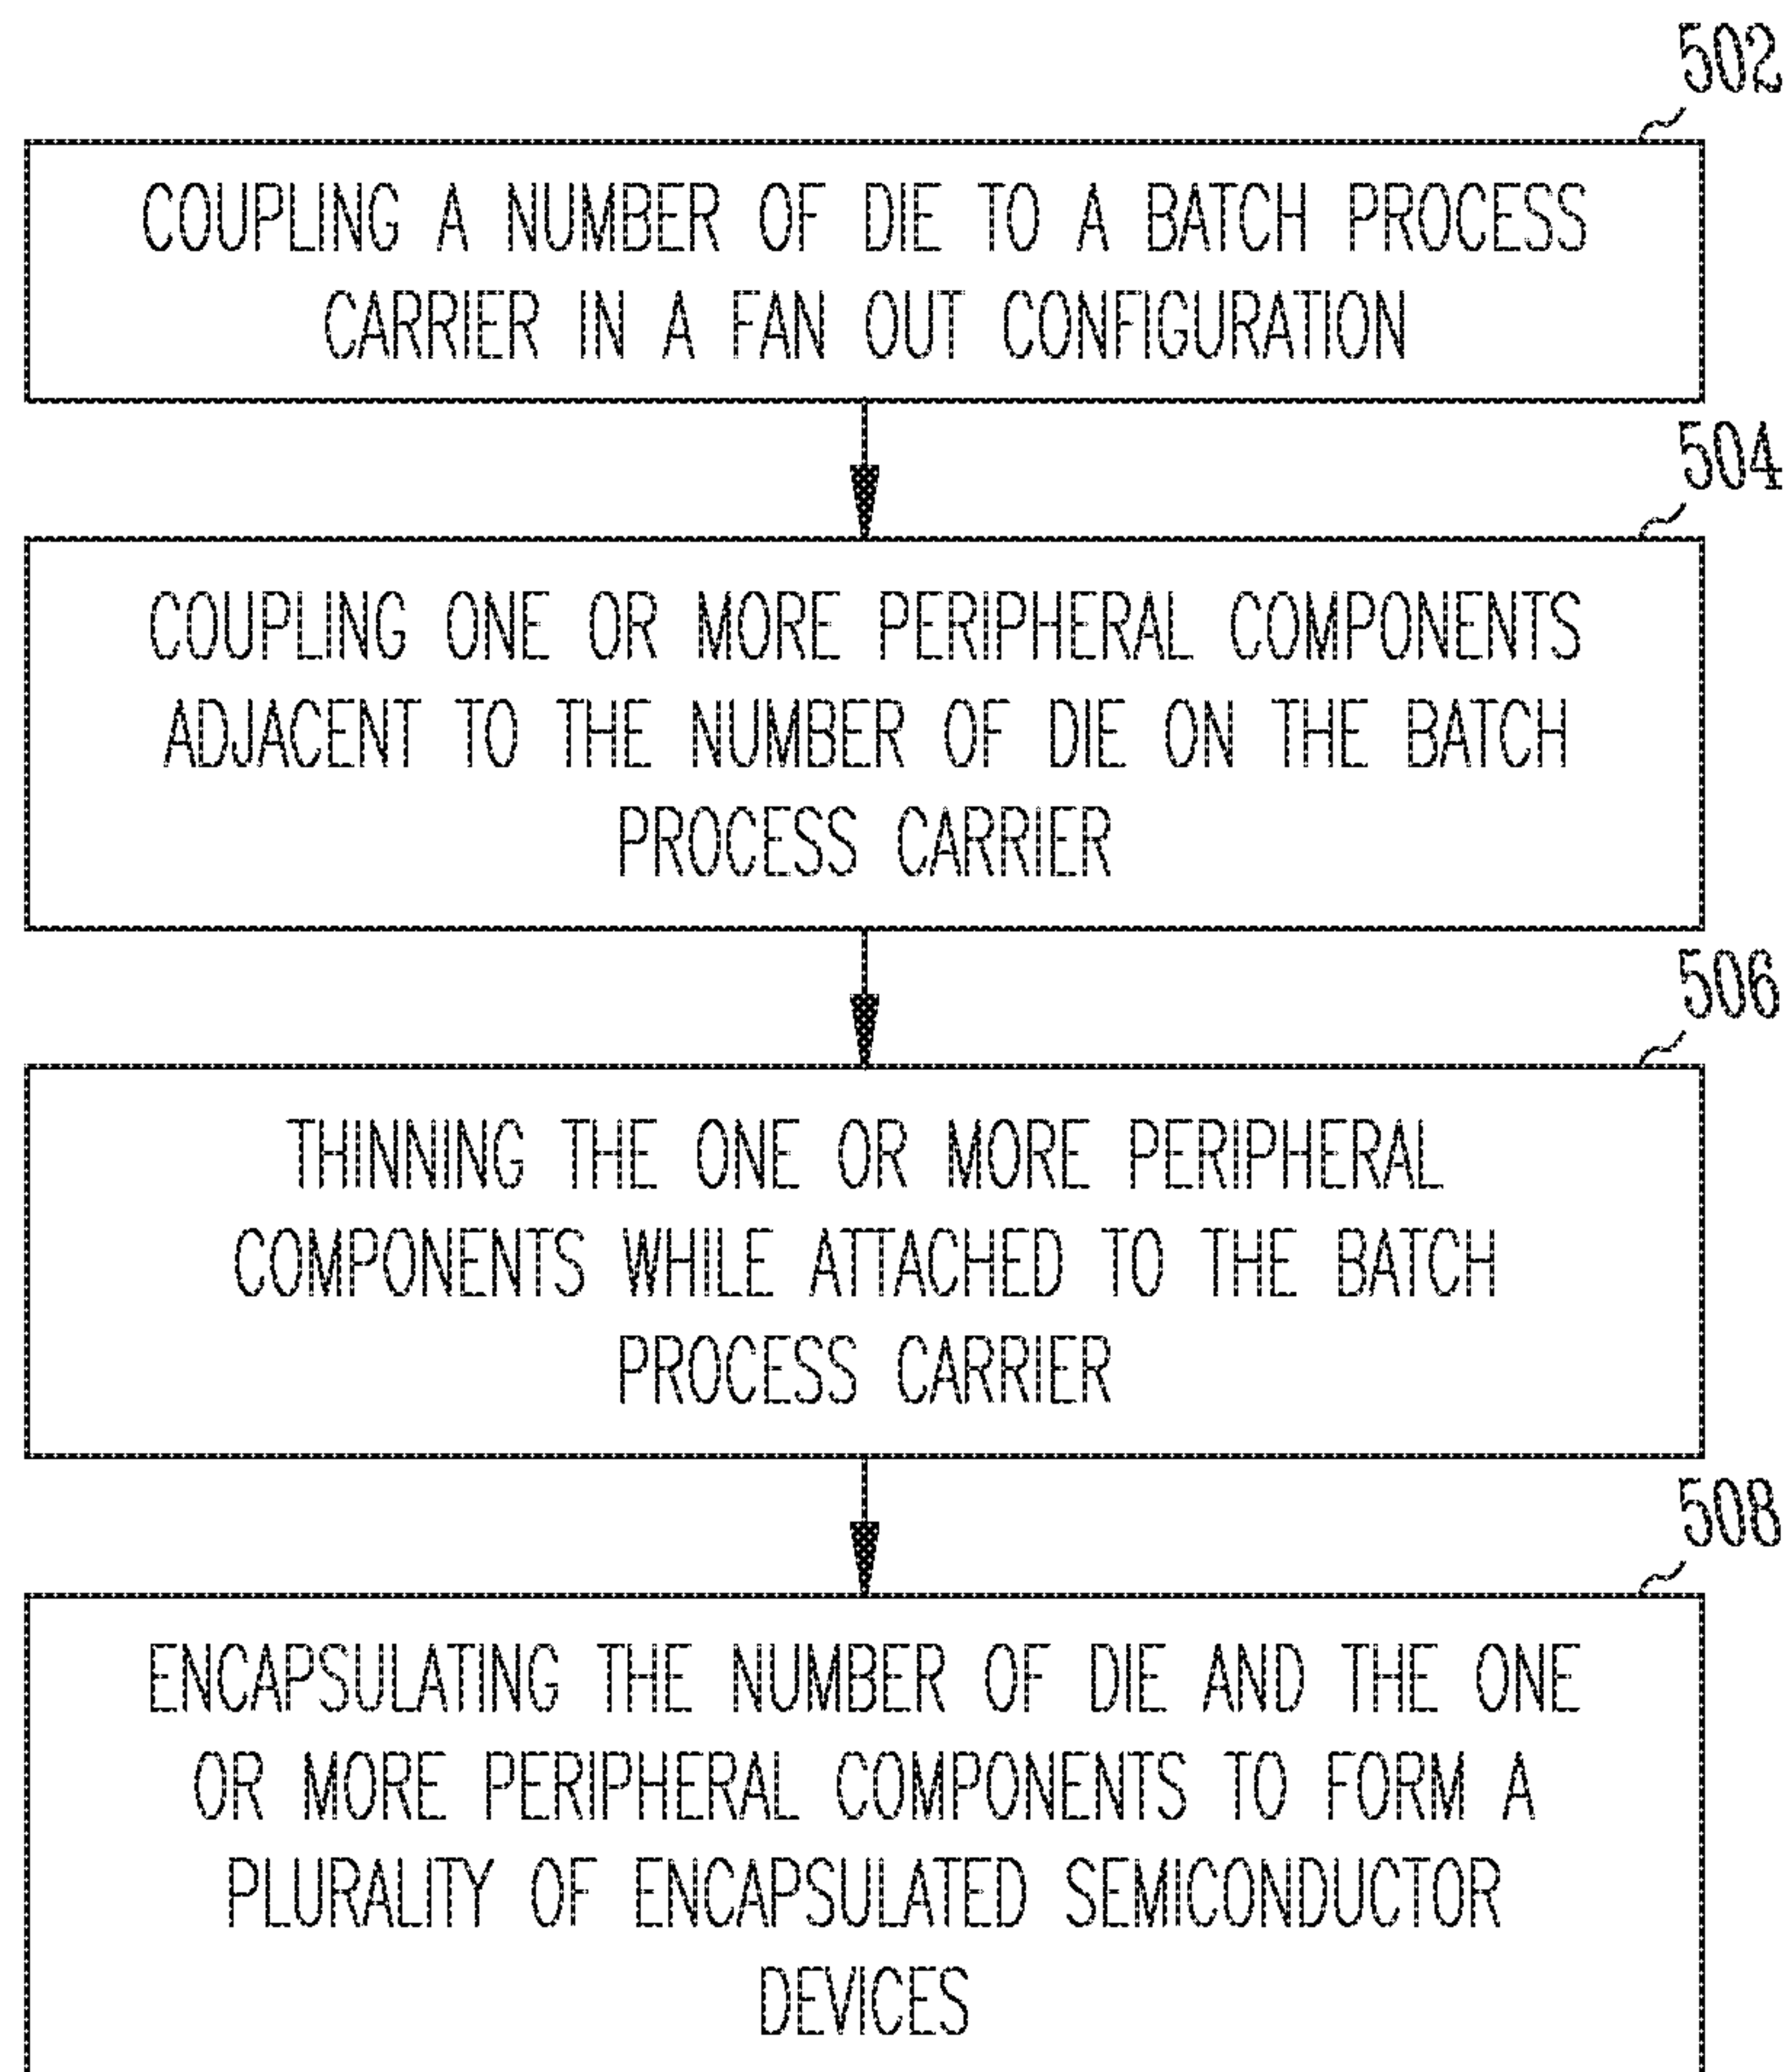 502
COUPLING A NUMBER OF DIE TO A BATCH PROCESS
CARRIER IN A FAN OUT CONFIGURATION
504
COUPLING ONE OR MORE PERIPHERAL COMPONENTS
ADJACENT TO THE NUMBER OF DIE ON THE BATCH
PROCESS CARRIER
506
THINNING THE ONE OR MORE PERIPHERAL
COMPONENTS WHILE ATTACHED TO THE BATCH
PROCESS CARRIER
508
ENCAPSULATING THE NUMBER OF DIE AND THE ONE
OR MORE PERIPHERAL COMPONENTS TO FORM A
PLURALITY OF ENCAPSULATED SEMICONDUCTOR
DEVICES